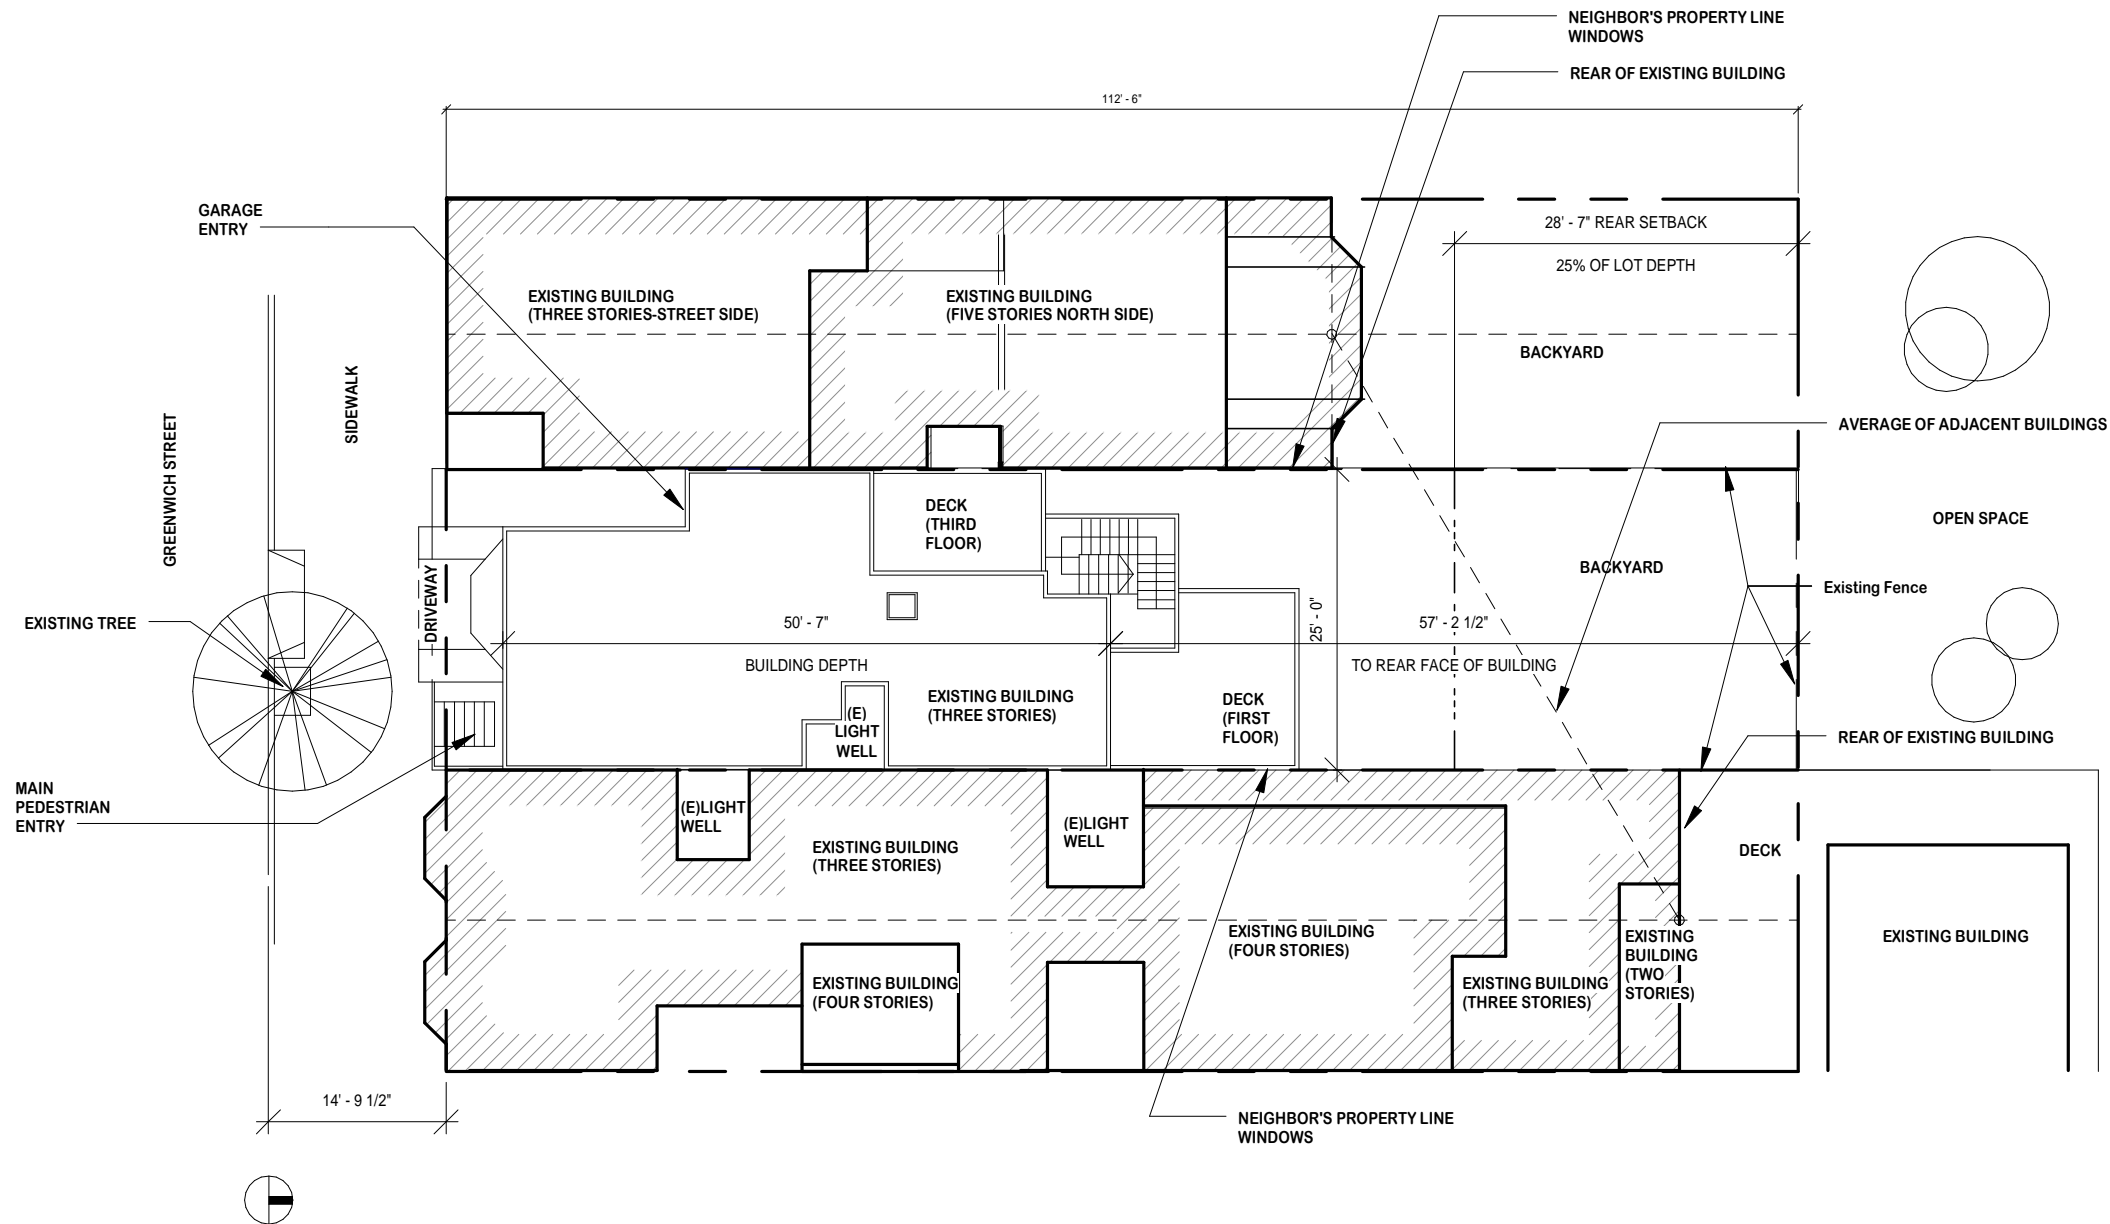 NEIGHBOR'S PROPERTY LINE
WINDOWS
REAR OF EXISTING BUILDING
112' - 6"
GARAGE
ENTRY
28' - 7" REAR SETBACK
25% OF LOT DEPTH
EXISTING BUILDING
(THREE STORIES-STREET SIDE)
EXISTING BUILDING
(FIVE STORIES NORTH SIDE)
BACKYARD
SIDEWALK
GREENWICH STREET
AVERAGE OF ADJACENT BUILDINGS
DECK
(THIRD
FLOOR)
OPEN SPACE
BACKYARD
DRIVEWAY
Existing Fence
EXISTING TREE
50' - 7"
BUILDING DEPTH
25' - 0"
57' - 2 1/2"
TO REAR FACE OF BUILDING
EXISTING BUILDING
(THREE STORIES)
(E)
LIGHT
WELL
DECK
(FIRST
FLOOR)
REAR OF EXISTING BUILDING
MAIN
PEDESTRIAN
ENTRY
(E)LIGHT
WELL
(E)LIGHT
WELL
EXISTING BUILDING
(THREE STORIES)
DECK
EXISTING BUILDING
(FOUR STORIES)
EXISTING
BUILDING
(TWO
STORIES)
EXISTING BUILDING
EXISTING BUILDING
(FOUR STORIES)
EXISTING BUILDING
(THREE STORIES)
14' - 9 1/2"
NEIGHBOR'S PROPERTY LINE
WINDOWS